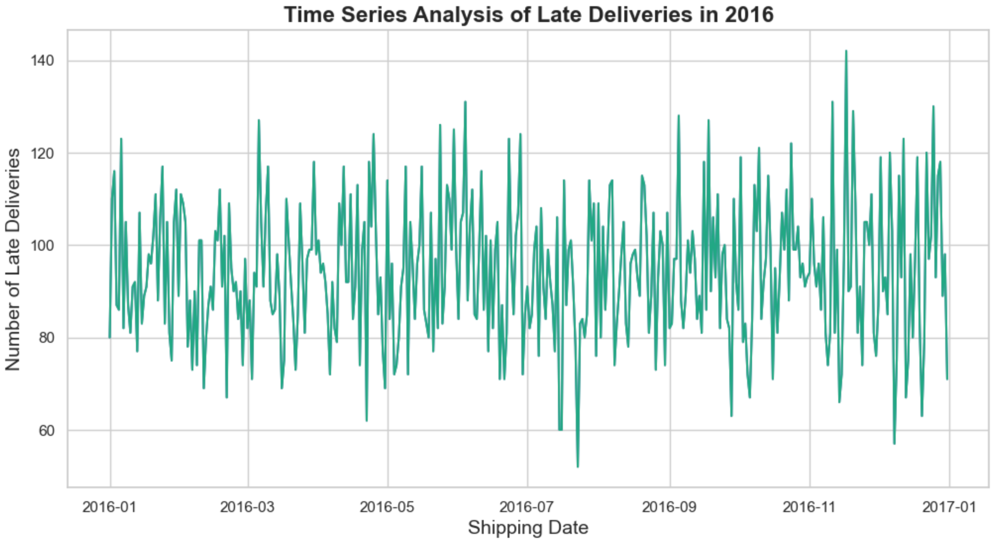 Time Series Analysis of Late Deliveries in 2016
Number of Late Deliveries
140
120
100
80
60
2016-01 2016-03 2016-05 2016-07 2016-09 2016-11 2017-01
Shipping Date